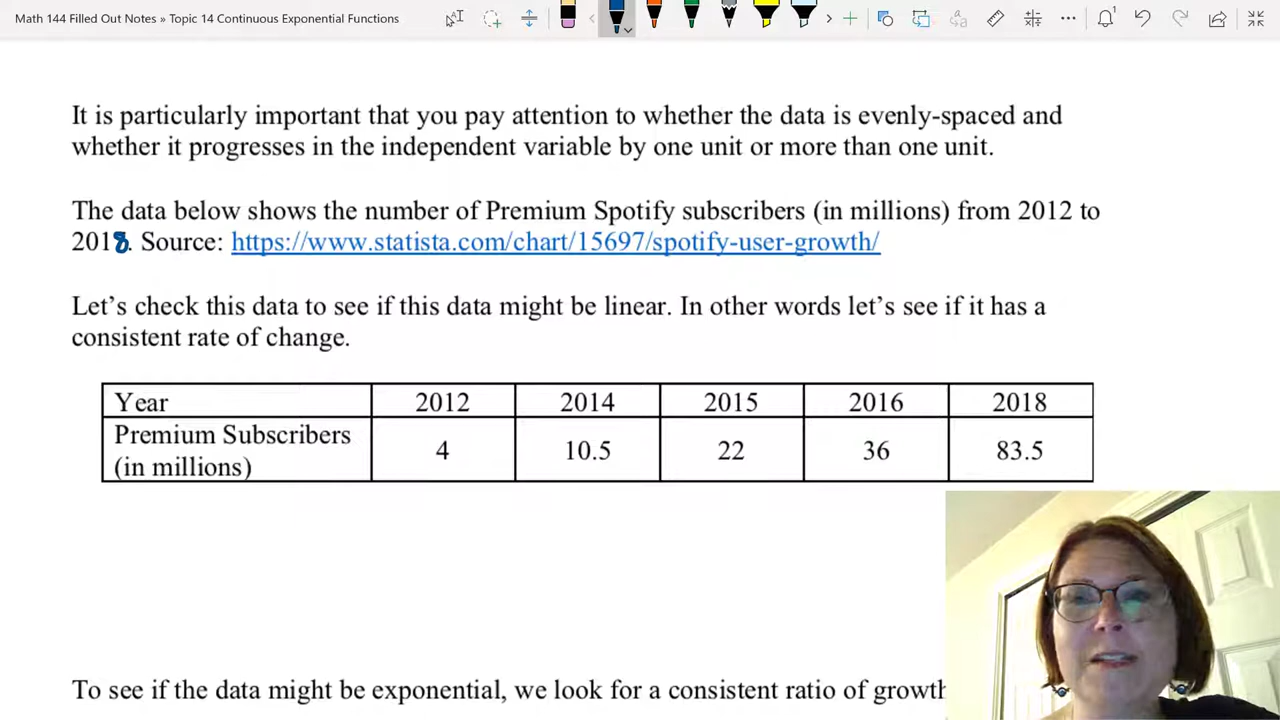 Math 144 Filled Out Notes » Topic 14 Continuous Exponential Functions
It is particularly important that you pay attention to whether the data is evenly-spaced and
whether it progresses in the independent variable by one unit or more than one unit.
The data below shows the number of Premium Spotify subscribers (in millions) from 2012 to
2018. Source: https://www.statista.com/chart/15697/spotify-user-growth/
Let’s check this data to see if this data might be linear. In other words let’s see if it has a
consistent rate of change.
Year 2012 2014 2015 2016 2018
Premium Subscribers
(in millions) 4 10.5 22 36 83.5
To see if the data might be exponential, we look for a consistent ratio of growth